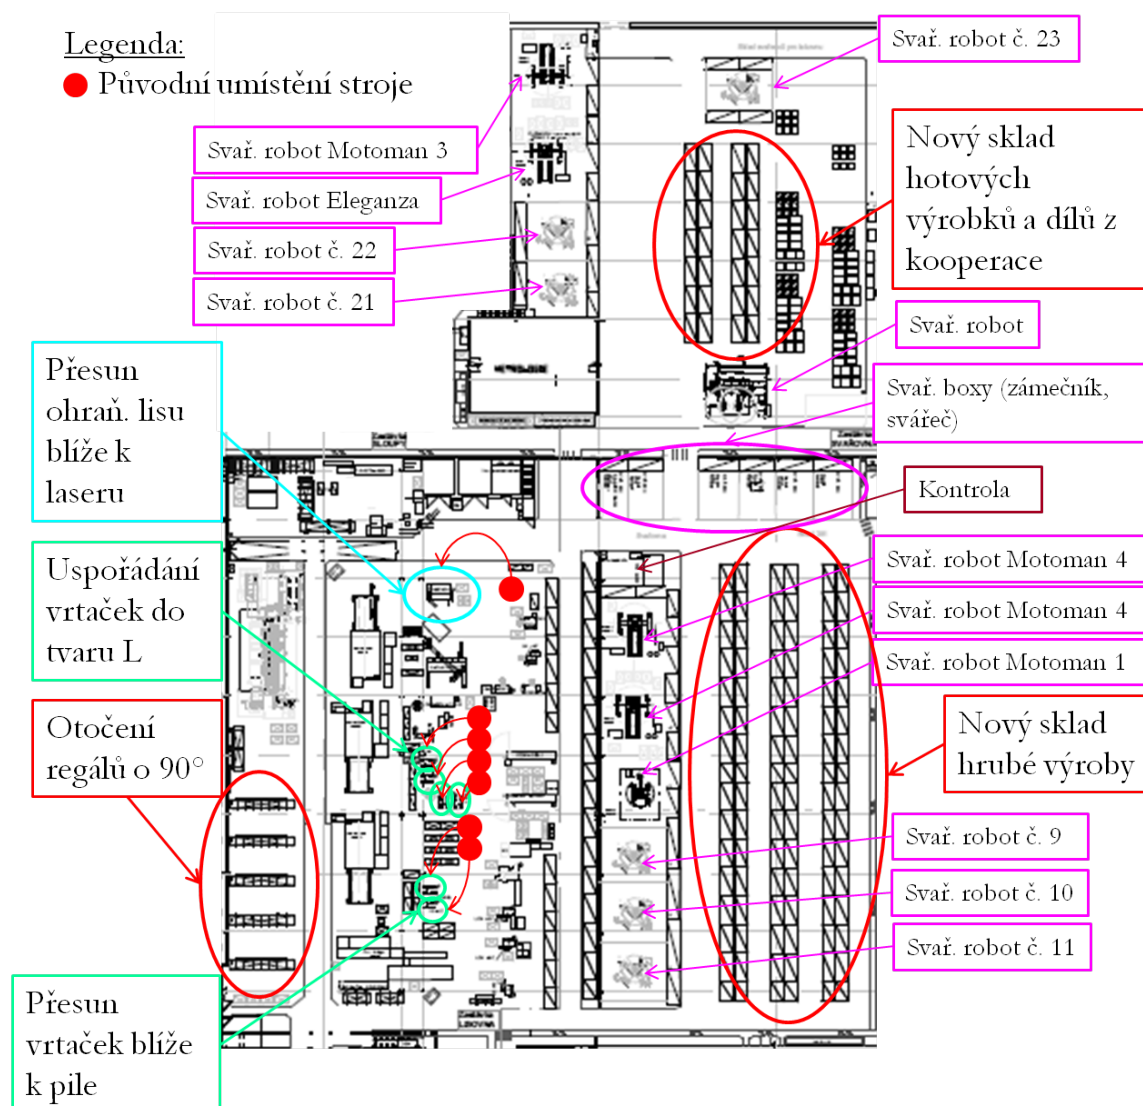 Legenda:
Původní umístění stroje
Svař. robot č. 23
Svař. robot Motoman 3
Svař. robot Eleganza
Svař. robot č. 22
Svař. robot č. 21
Nový sklad
hotových
výrobků a dílů z
kooperace
Svař. robot
Svař. boxy (zámečník,
svářeč)
Kontrola
Přesun
ohraň. lisu
blíže k
laseru
Uspořádání
vrtaček do
tvaru L
Otočení
regálů o 90°
Přesun
vrtaček blíže
k pile
Svař. robot Motoman 4
Svař. robot Motoman 4
Svař. robot Motoman 1
Nový sklad
hrubé výroby
Svař. robot č. 9
Svař. robot č. 10
Svař. robot č. 11